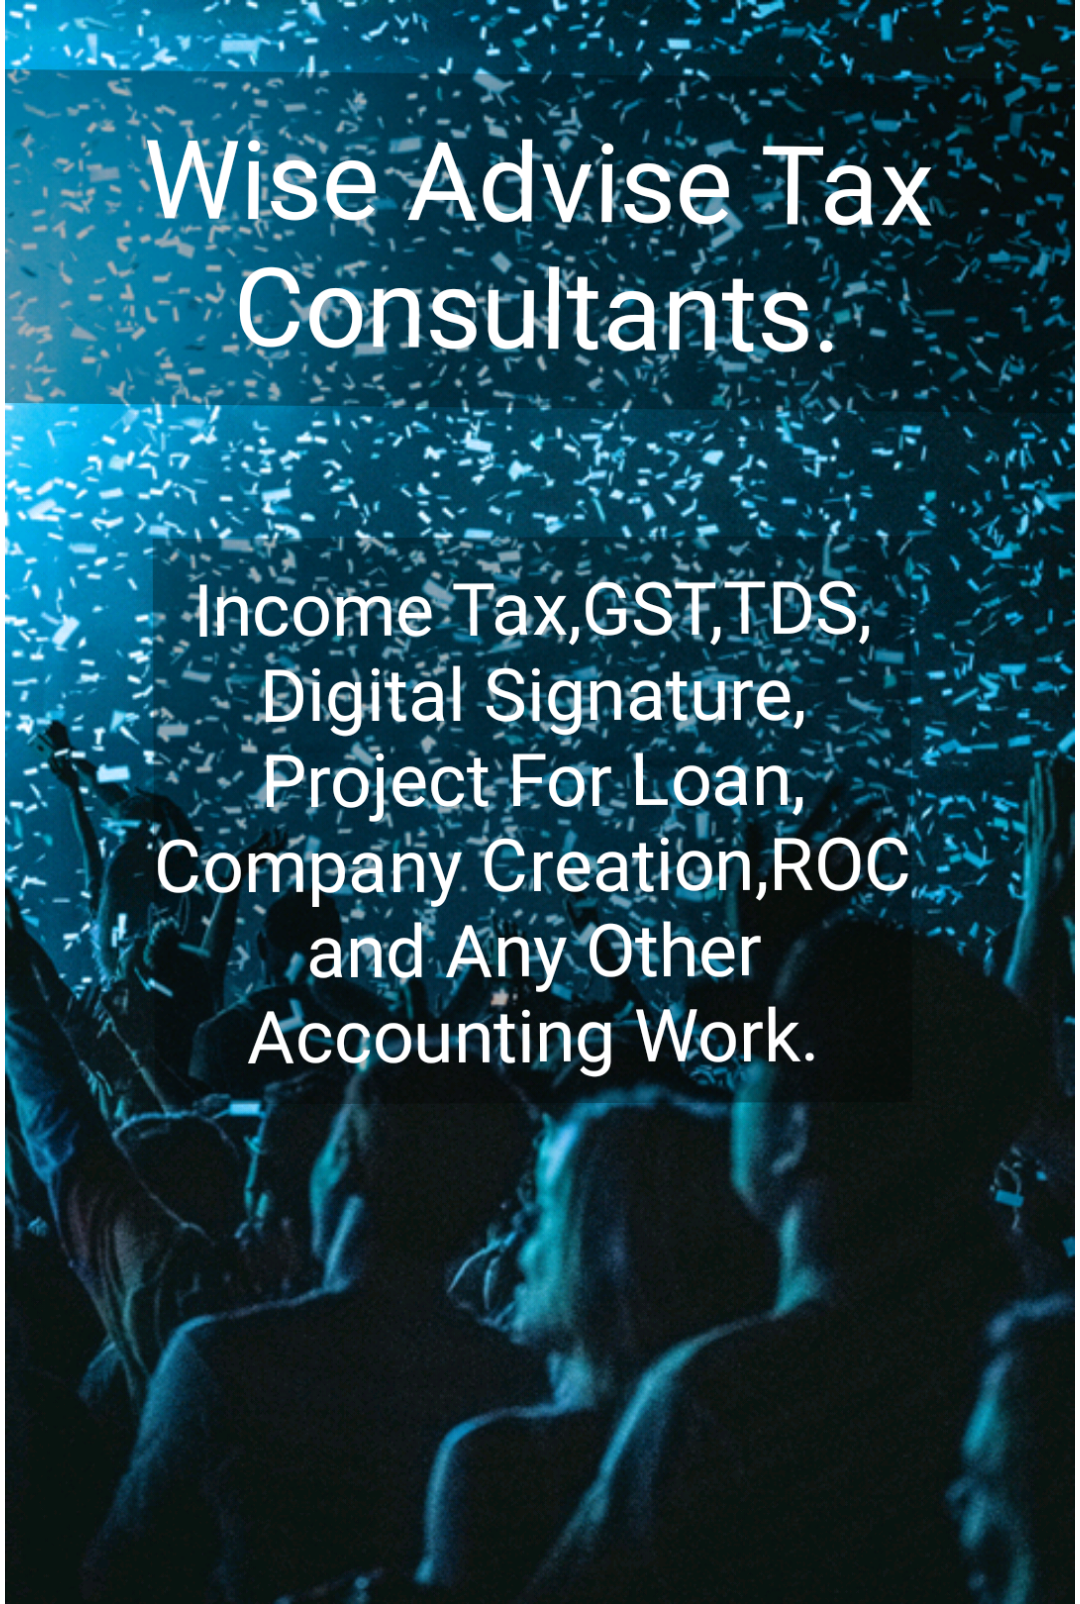 Wise Advise Tax
Consultants.
Income Tax,GST,TDS,
Digital Signature,
Project For Loan,
Company Creation,ROC
and Any Other
Accounting Work.